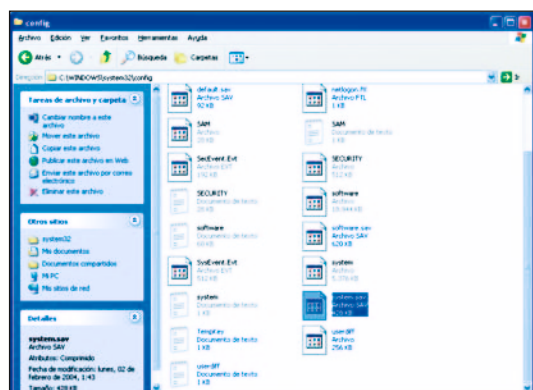 config
Archivo Edición Ver Favoritos Herramientas Ayuda
Atrás Búsqueda Carpetas
Dirección C:\WINDOWS\system32\config Ir
Tareas de archivo y carpeta
Cambiar nombre a este archivo
Mover este archivo
Copiar este archivo
Publicar este archivo en Web
Enviar este archivo por correo electrónico
Eliminar este archivo
Otros sitios
system32
Mis documentos
Documentos compartidos
Mi PC
Mis sitios de red
Detalles
system.sav
Archivo SAV
Atributos: Comprimido
Fecha de modificación: lunes, 02 de febrero de 2004, 1:43
Tamaño: 428 KB
default.sav
Archivo SAV
92 KB
netlogon.ftl
Archivo FTL
1 KB
SAM
Archivo
SAM
Documento de texto
1 KB
SecEvent.Evt
Archivo EVT
SECURITY
Archivo
SECURITY
Documento de texto
software
Archivo
software
Documento de texto
software.sav
Archivo SAV
620 KB
SysEvent.Evt
Archivo EVT
512 KB
system
Archivo
system
Documento de texto
1 KB
system.sav
Archivo SAV
428 KB
TempKey
Documento de texto
1 KB
userdiff
Archivo
256 KB
userdiff
Documento de texto
1 KB